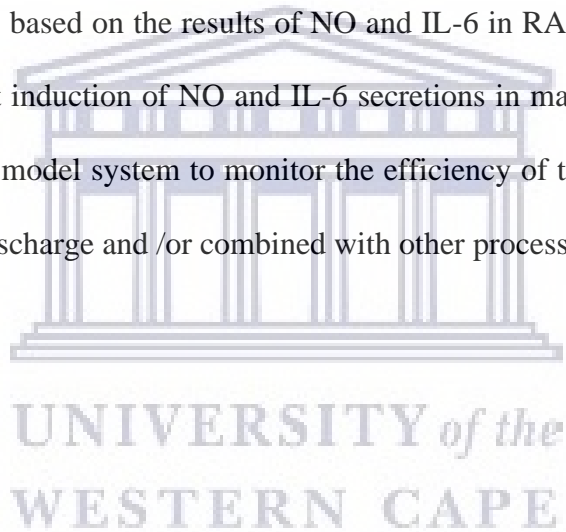 based on the results of NO and IL-6 in RA
induction of NO and IL-6 secretions in ma
model system to monitor the efficiency of t
scharge and /or combined with other process
UNIVERSITY of the
WESTERN CAPE